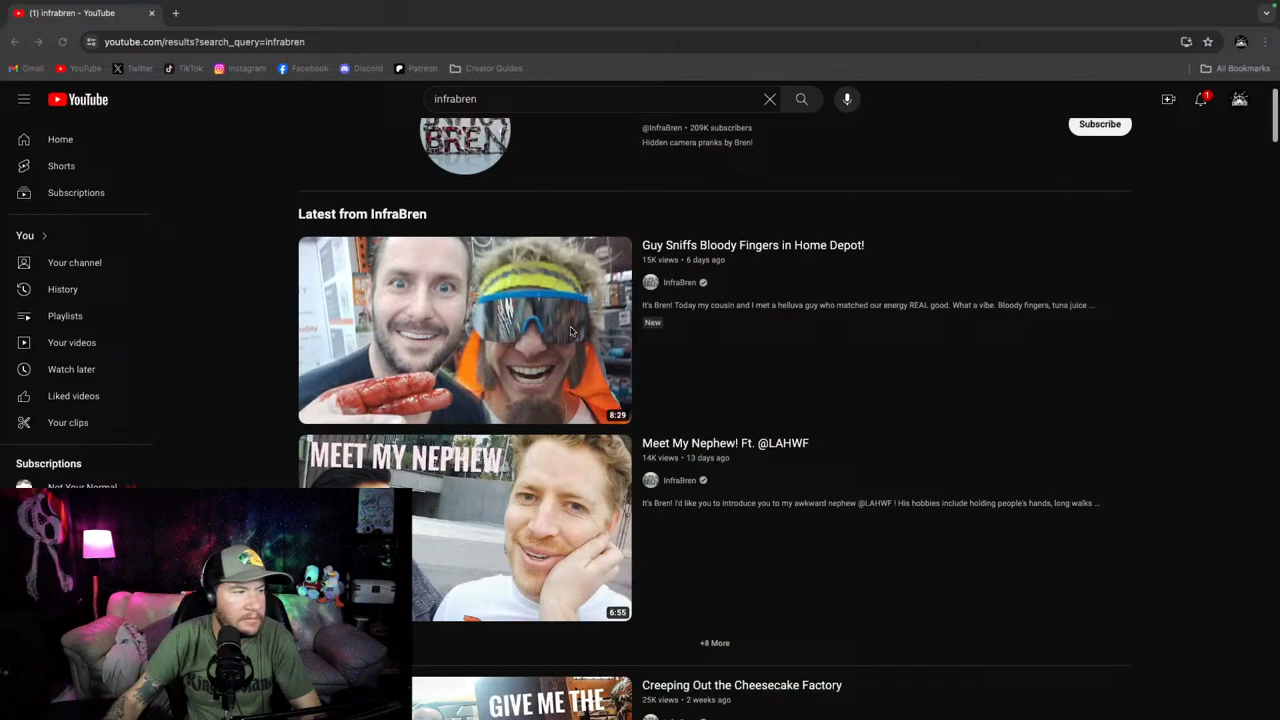 (1) infrabren - YouTube
youtube.com/results?search_query=infrabren
Gmail YouTube Twitter TikTok Instagram Facebook Discord Patreon Creator Guides All Bookmarks
YouTube
infrabren
1
Home
Shorts
Subscriptions
You
Your channel
History
Playlists
Your videos
Watch later
Liked videos
Your clips
Subscriptions
Not Your Normal
BREN
@InfraBren • 209K subscribers
Hidden camera pranks by Bren!
Subscribe
Latest from InfraBren
8:29
Guy Sniffs Bloody Fingers in Home Depot!
15K views • 6 days ago
InfraBren
It's Bren! Today my cousin and I met a helluva guy who matched our energy REAL good. What a vibe. Bloody fingers, tuna juice ...
New
MEET MY NEPHEW
6:55
Meet My Nephew! Ft. @LAHWF
14K views • 13 days ago
InfraBren
It's Bren! I'd like you to introduce you to my awkward nephew @LAHWF ! His hobbies include holding people's hands, long walks ...
+8 More
GIVE ME THE
Creeping Out the Cheesecake Factory
25K views • 2 weeks ago